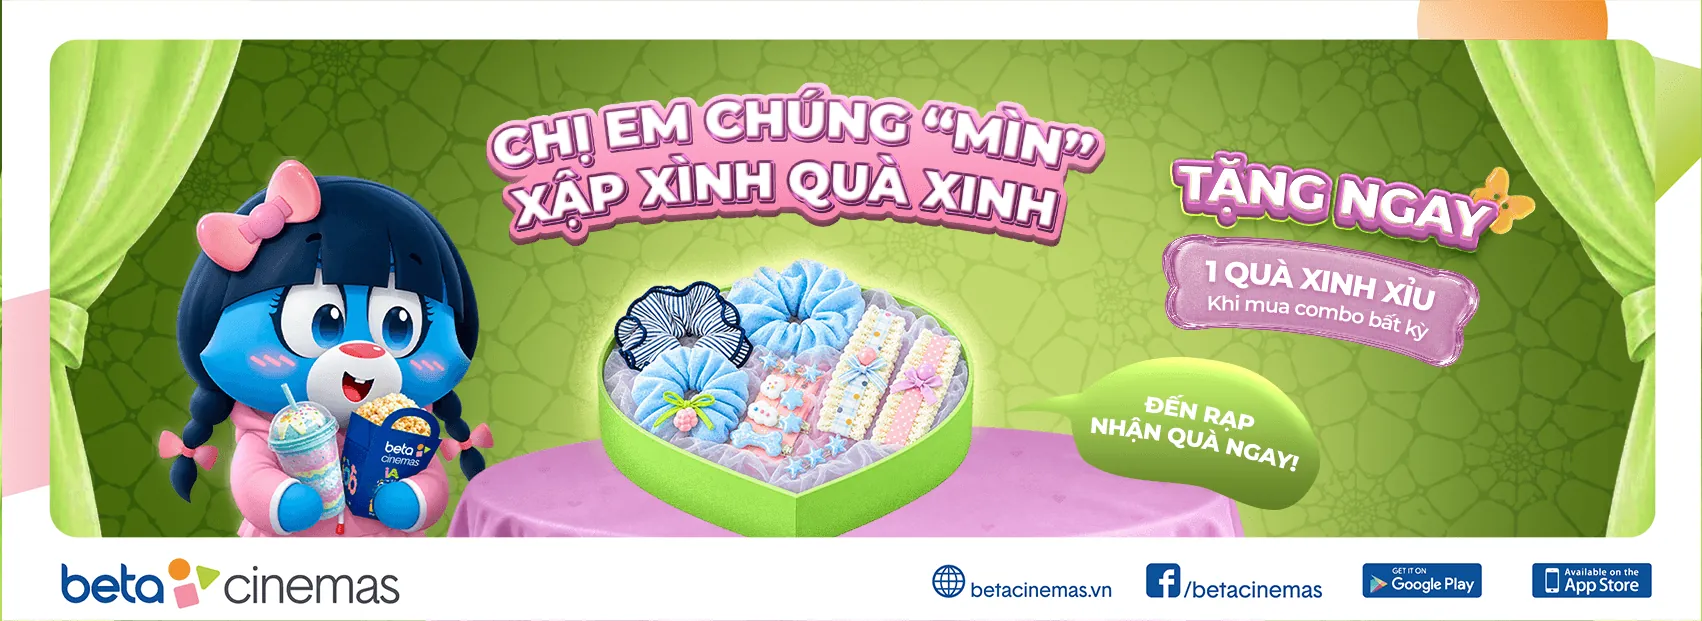 CHỊ EM CHÚNG “MÌN”
XẬP XÌNH QUÀ XINH
TẶNG NGAY
1 QUÀ XINH XỈU
Khi mua combo bất kỳ
ĐẾN RẠP
NHẬN QUÀ NGAY!
beta
cinemas
beta cinemas
betacinemas.vn
/betacinemas
GET IT ON
Google Play
Available on the
App Store